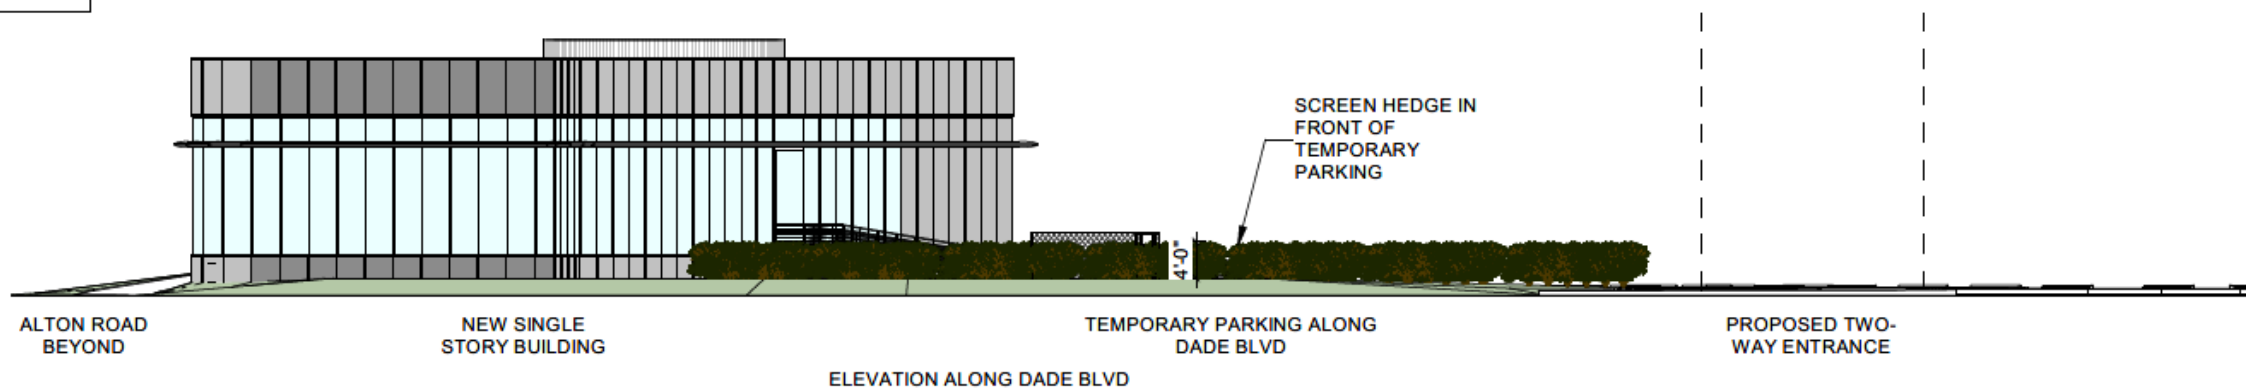 SCREEN HEDGE IN
FRONT OF
TEMPORARY
PARKING
4'-0"
ALTON ROAD
BEYOND
NEW SINGLE
STORY BUILDING
TEMPORARY PARKING ALONG
DADE BLVD
PROPOSED TWO-
WAY ENTRANCE
ELEVATION ALONG DADE BLVD